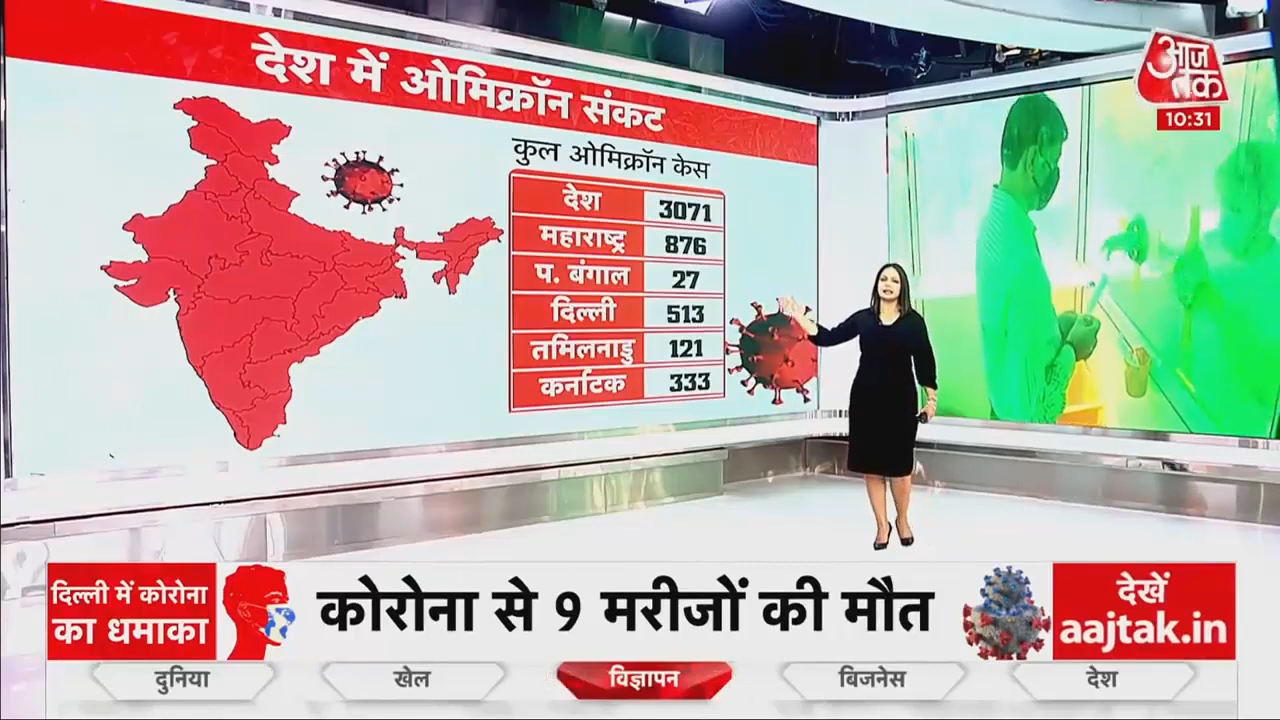 देश में ओमिक्रॉन संकट
कुल ओमिक्रॉन केस
देश 3071
महाराष्ट्र 876
प. बंगाल 27
दिल्ली 513
तमिलनाडु 121
कर्नाटक 333
आज
तक
10:31
दिल्ली में कोरोना
का धमाका
कोरोना से 9 मरीजों की मौत
देखें
aajtak.in
दुनिया
खेल
विज्ञापन
बिजनेस
देश